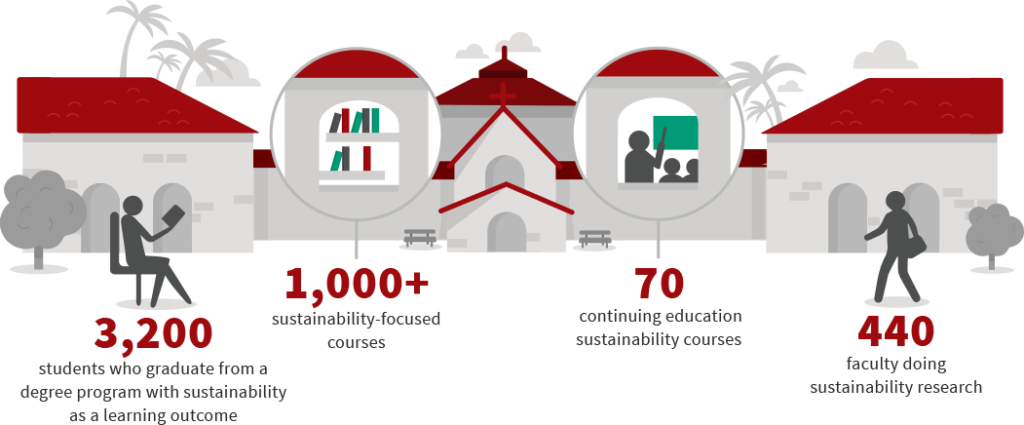 3,200
students who graduate from a
degree program with sustainability
as a learning outcome
1,000+
sustainability-focused
courses
70
continuing education
sustainability courses
440
faculty doing
sustainability research